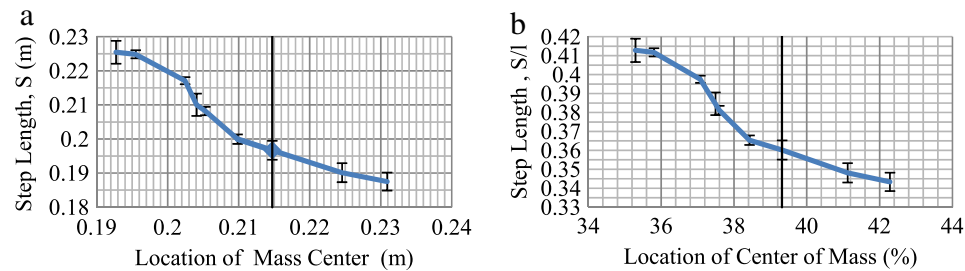 a
Step Length, S (m)
0.23
0.22
0.21
0.2
0.19
0.18
0.19 0.2 0.21 0.22 0.23 0.24
Location of Mass Center (m)
b
Step Length , S/l
0.42
0.41
0.4
0.39
0.38
0.37
0.36
0.35
0.34
0.33
34 36 38 40 42 44
Location of Center of Mass (%)